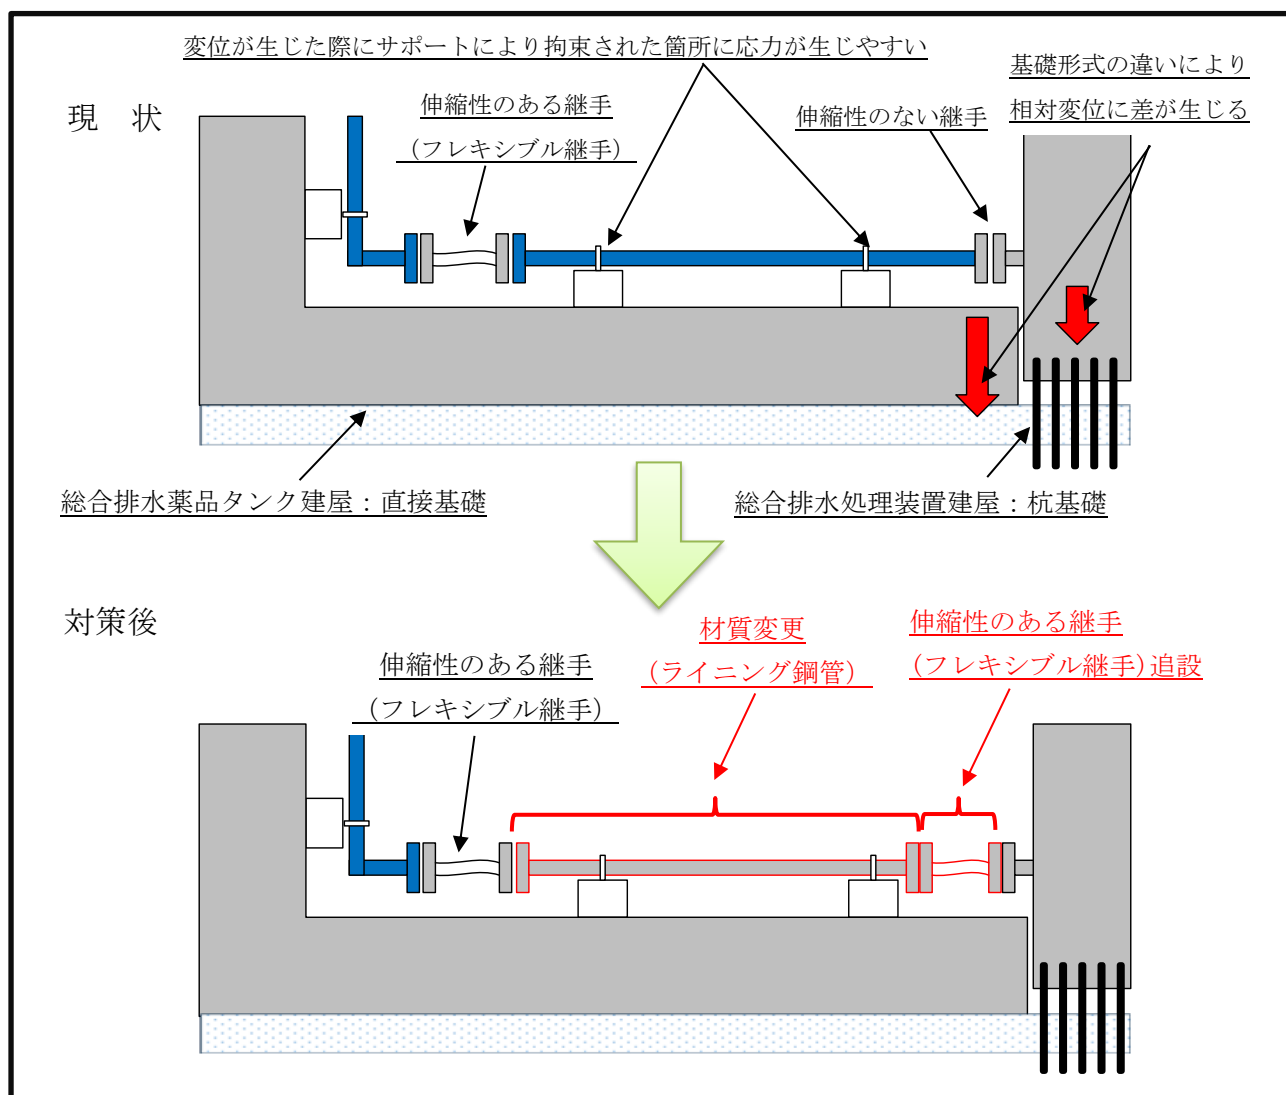 変位が生じた際にサポートにより拘束された箇所に応力が生じやすい
基礎形式の違いにより
相対変位に差が生じる
現　状
伸縮性のある継手
（フレキシブル継手）
伸縮性のない継手
総合排水薬品タンク建屋：直接基礎
総合排水処理装置建屋：杭基礎
対策後
伸縮性のある継手
（フレキシブル継手）
材質変更
（ライニング鋼管）
伸縮性のある継手
（フレキシブル継手）追設